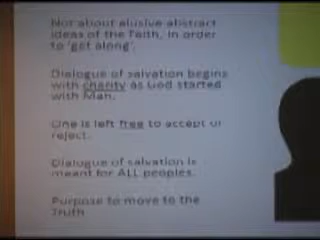 Not about elusive abstract
ideas of the Faith, in order
to 'get along'.
Dialogue of salvation begins
with charity as God started
with Man.
One is left free to accept or
reject.
Dialogue of salvation is
meant for ALL peoples.
Purpose to move to the
Truth